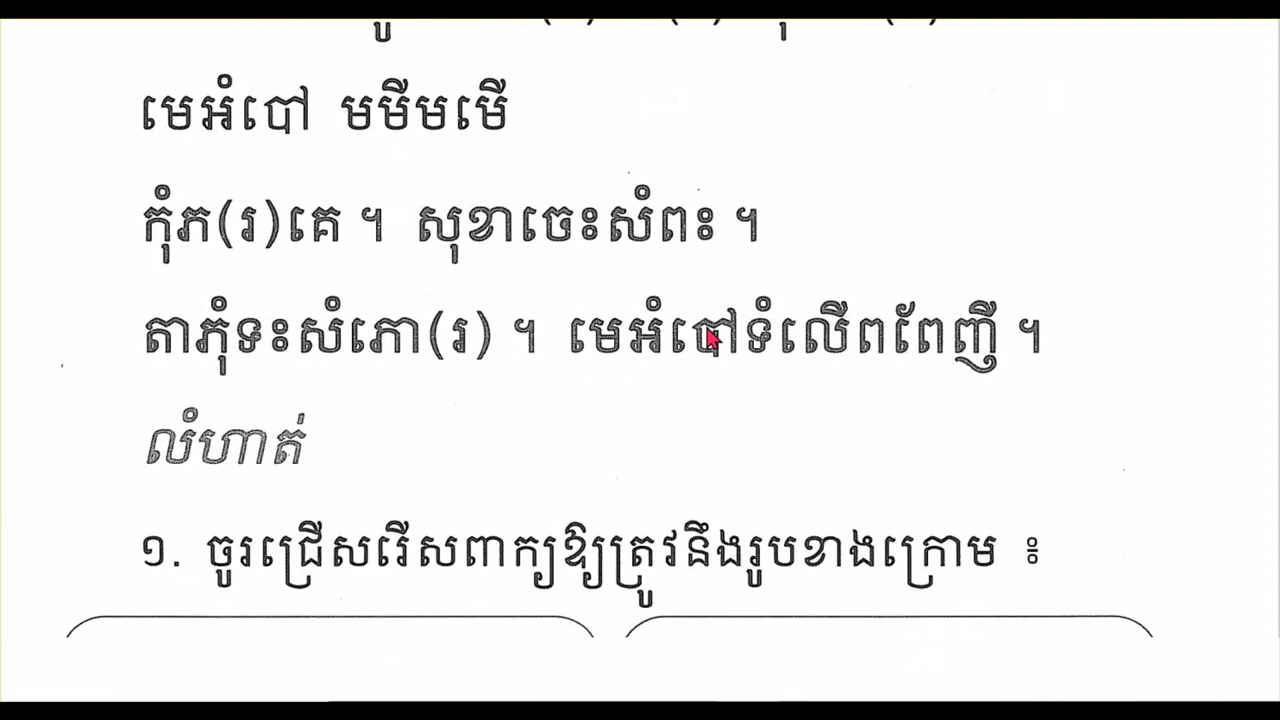 មេអំបៅ មមីមមើ
កុំភ(រ)គេ ។ សុខាចេះសំពះ ។
តាភុំទះសំភោ(រ) ។ មេអំបៅទំលើពពែញី ។
លំហាត់
១. ចូរជ្រើសរើសពាក្យឱ្យត្រូវនឹងរូបខាងក្រោម ៖